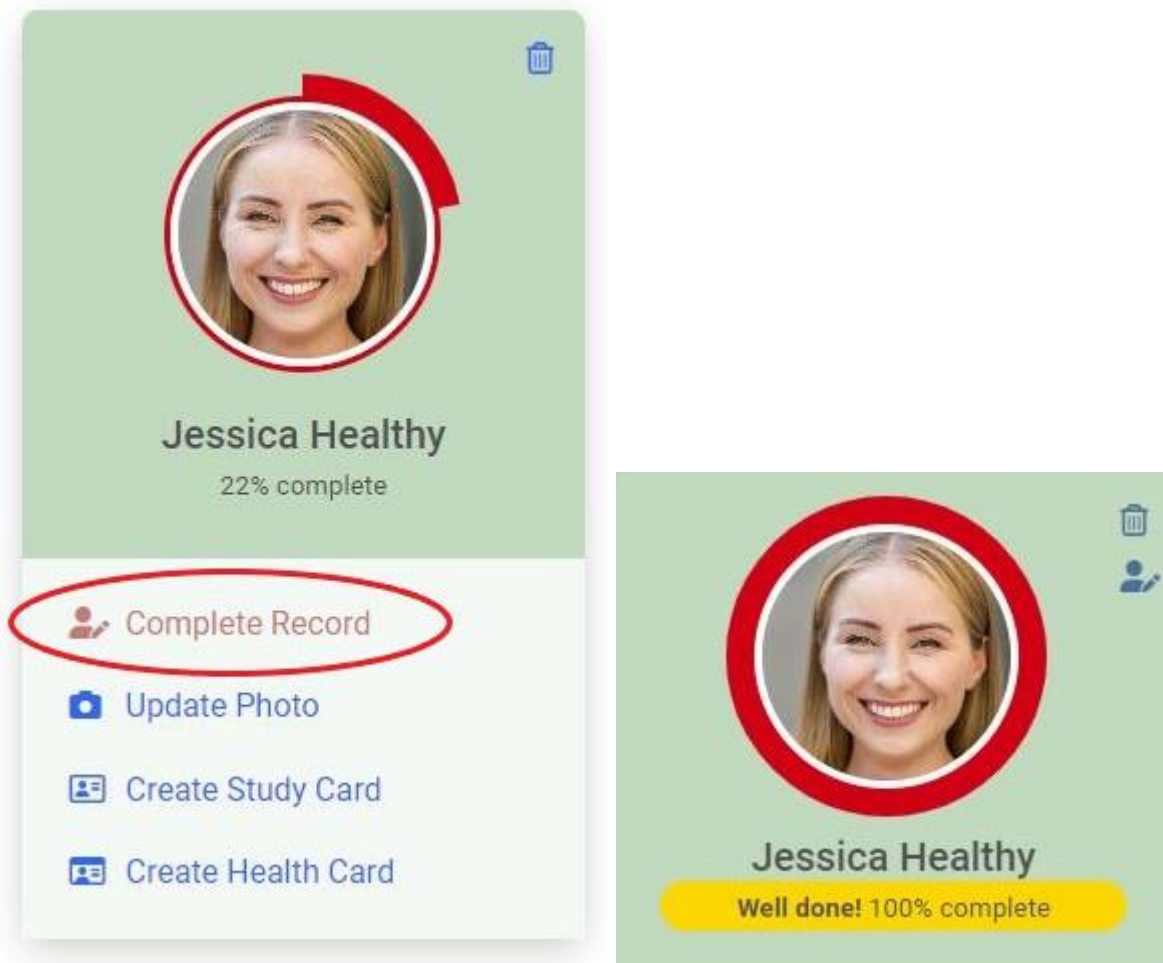 Jessica Healthy
22% complete
Complete Record
Update Photo
Create Study Card
Create Health Card
Jessica Healthy
Well done! 100% complete